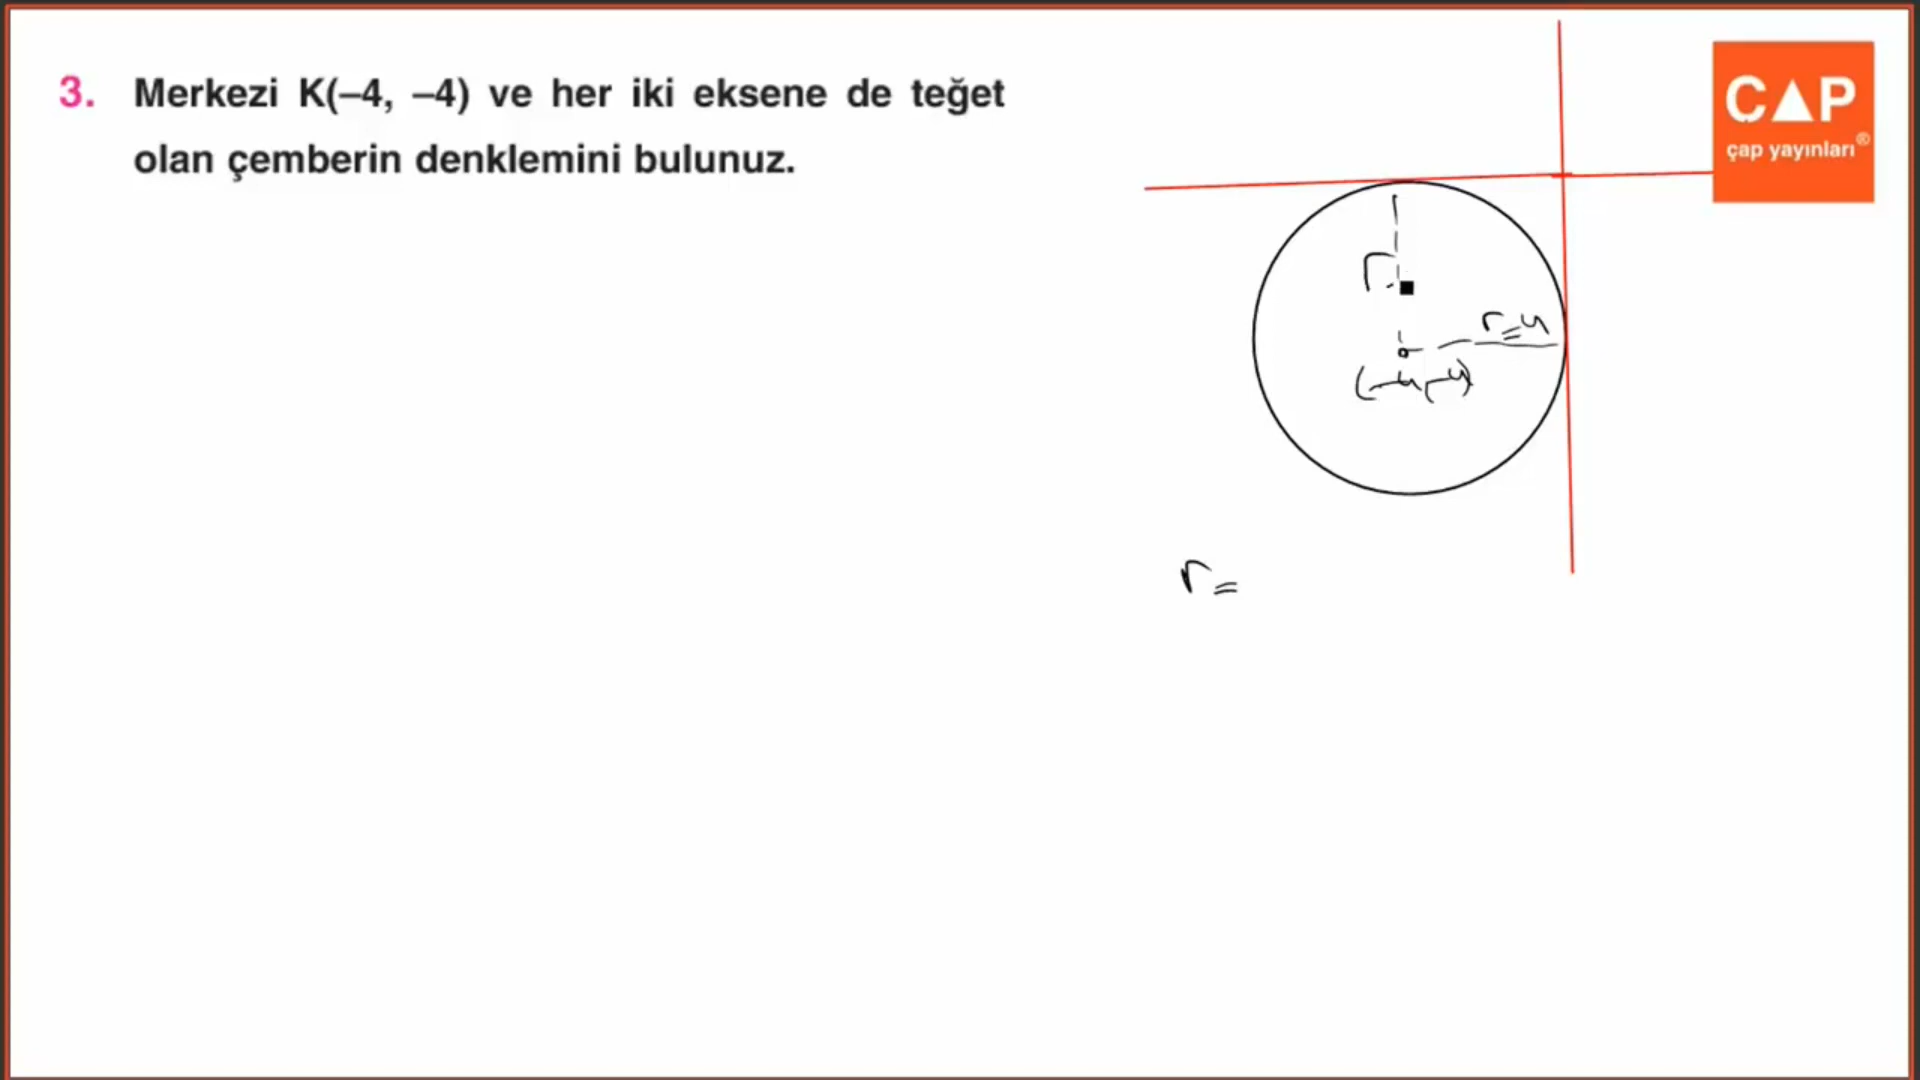 3. Merkezi K(–4, –4) ve her iki eksene de teğet
olan çemberin denklemini bulunuz.
CAP
çap yayınları®
r
r=4
(-4,-4)
r=